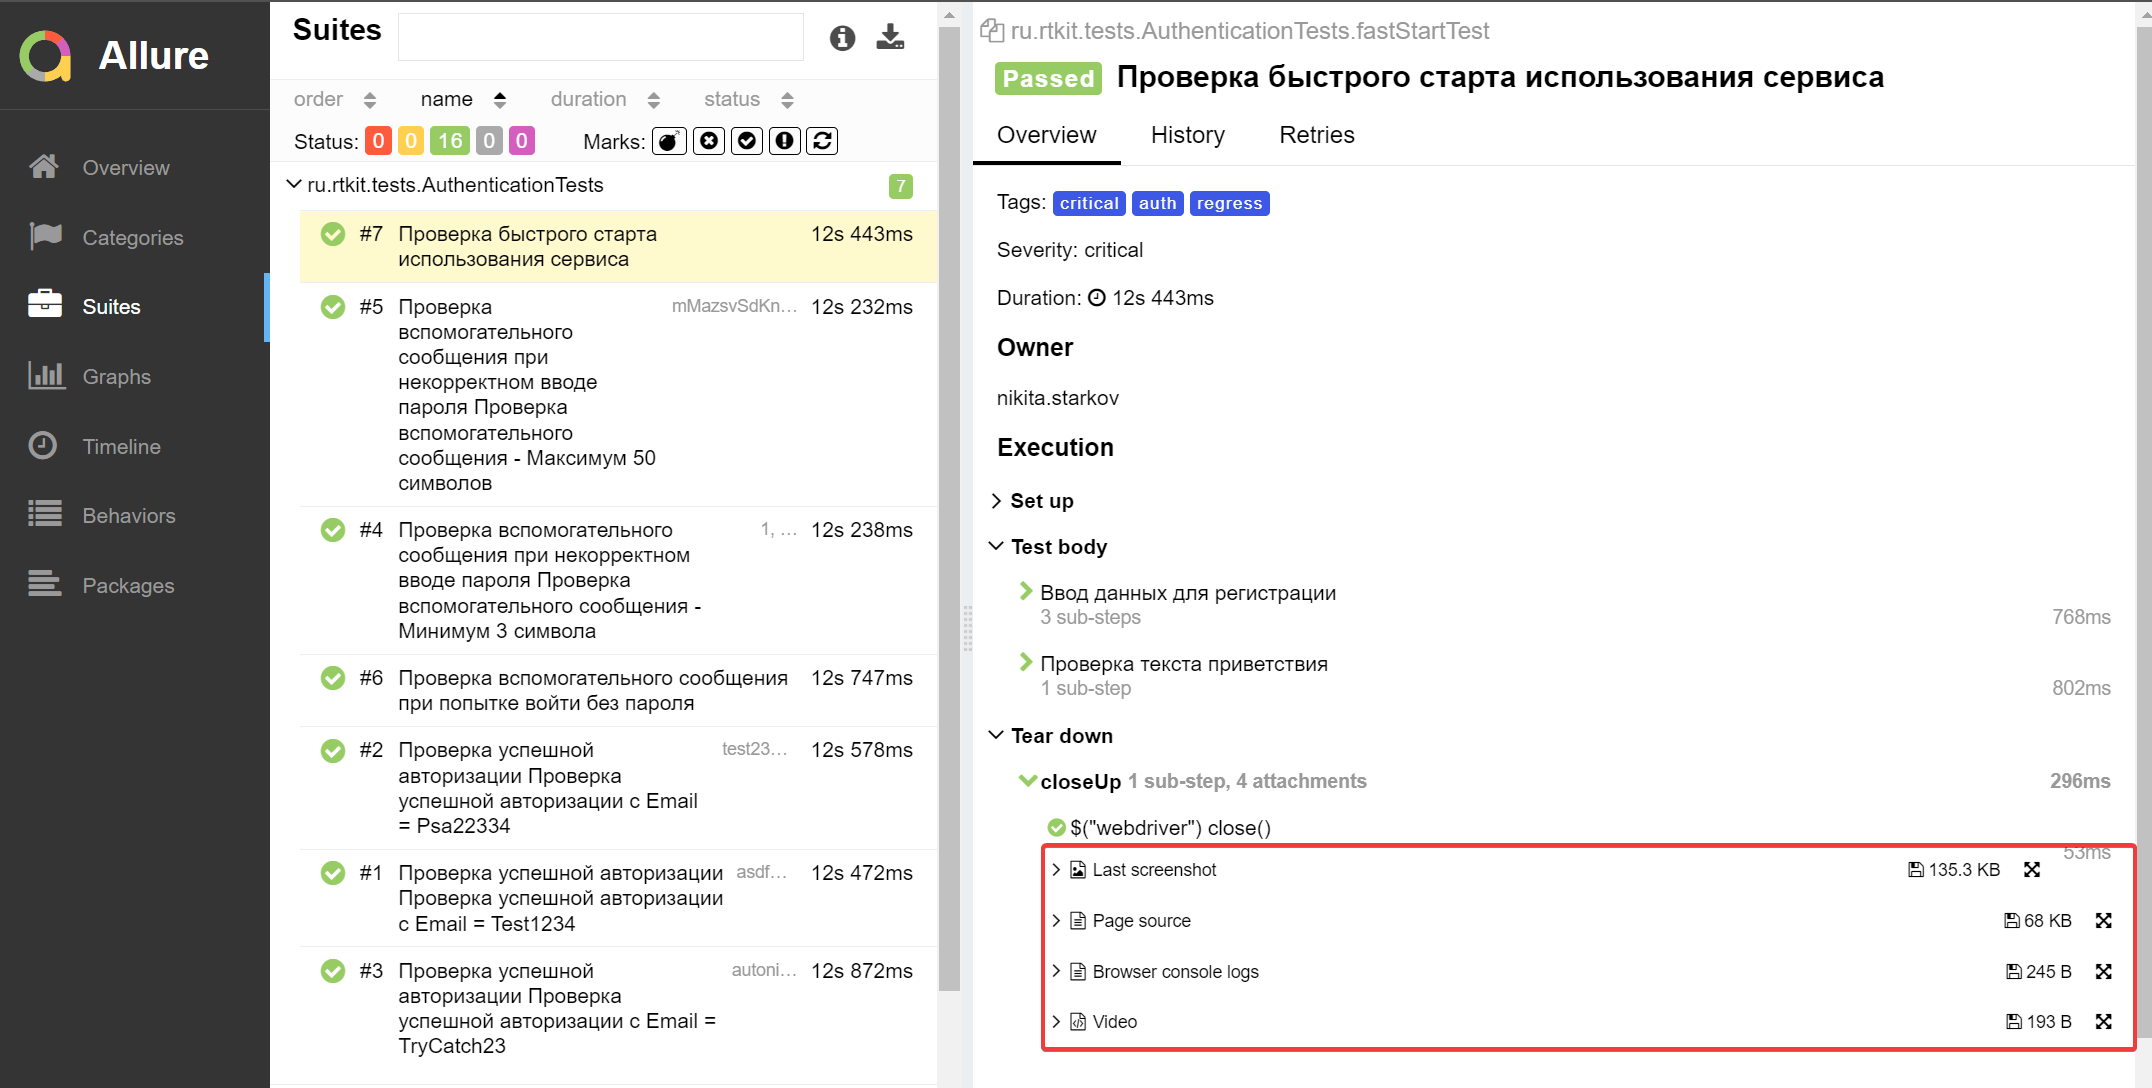 Allure
Overview
Categories
Suites
Graphs
Timeline
Behaviors
Packages
Suites
order name duration status
Status: 0 0 16 0 0 Marks:
ru.rtkit.tests.AuthenticationTests 7
#7 Проверка быстрого старта 12s 443ms
использования сервиса
#5 Проверка mMazsvSdKn... 12s 232ms
вспомогательного
сообщения при
некорректном вводе
пароля Проверка
вспомогательного
сообщения - Максимум 50
символов
#4 Проверка вспомогательного 1, ... 12s 238ms
сообщения при некорректном
вводе пароля Проверка
вспомогательного сообщения -
Минимум 3 символа
#6 Проверка вспомогательного сообщения 12s 747ms
при попытке войти без пароля
#2 Проверка успешной test23... 12s 578ms
авторизации Проверка
успешной авторизации с Email
= Psa22334
#1 Проверка успешной авторизации asdf... 12s 472ms
Проверка успешной авторизации
с Email = Test1234
#3 Проверка успешной autoni... 12s 872ms
авторизации Проверка
успешной авторизации с Email =
TryCatch23
ru.rtkit.tests.AuthenticationTests.fastStartTest
Passed Проверка быстрого старта использования сервиса
Overview History Retries
Tags: critical auth regress
Severity: critical
Duration: 12s 443ms
Owner
nikita.starkov
Execution
Set up
Test body
Ввод данных для регистрации
3 sub-steps 768ms
Проверка текста приветствия
1 sub-step 802ms
Tear down
closeUp 1 sub-step, 4 attachments 296ms
$("webdriver") close()
53ms
Last screenshot 135.3 KB
Page source 68 KB
Browser console logs 245 B
Video 193 B